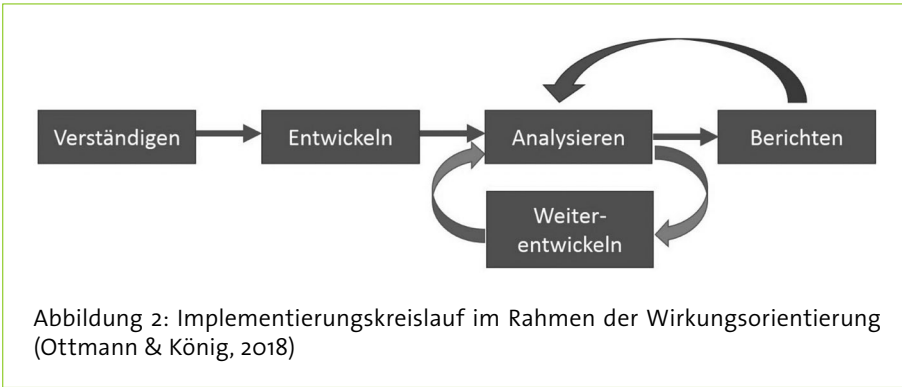 Verständigen
Entwickeln
Analysieren
Berichten
Weiter-
entwickeln
Abbildung 2: Implementierungskreislauf im Rahmen der Wirkungsorientierung
(Ottmann & König, 2018)